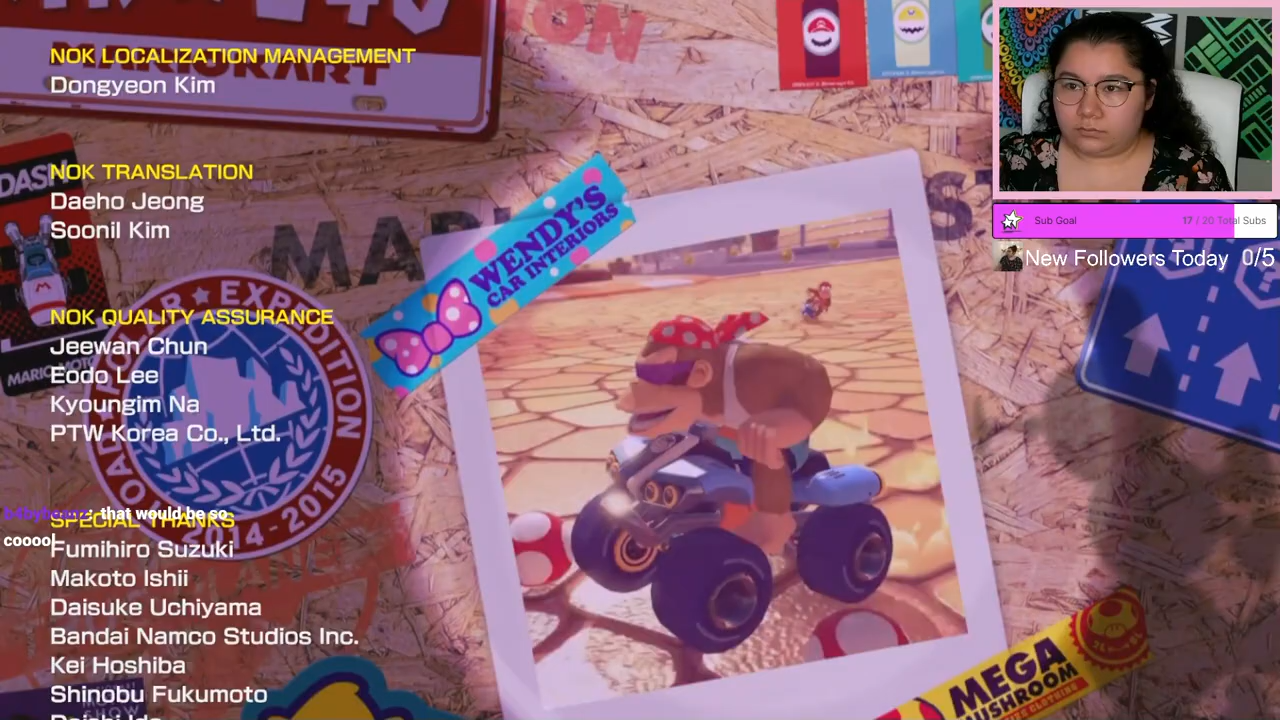 NOK LOCALIZATION MANAGEMENT
Dongyeon Kim
NOK TRANSLATION
Daeho Jeong
Soonil Kim
NOK QUALITY ASSURANCE
Jeewan Chun
Eodo Lee
Kyoungim Na
PTW Korea Co., Ltd.
SPECIAL THANKS
Fumihiro Suzuki
Makoto Ishii
Daisuke Uchiyama
Bandai Namco Studios Inc.
Kei Hoshiba
Shinobu Fukumoto
that would be so
cooool
DASH
EXPEDITION
2014-2015
WENDY'S
CAR INTERIORS
MEGA
MUSHROOM
Sub Goal
17 / 20 Total Subs
New Followers Today 0/5